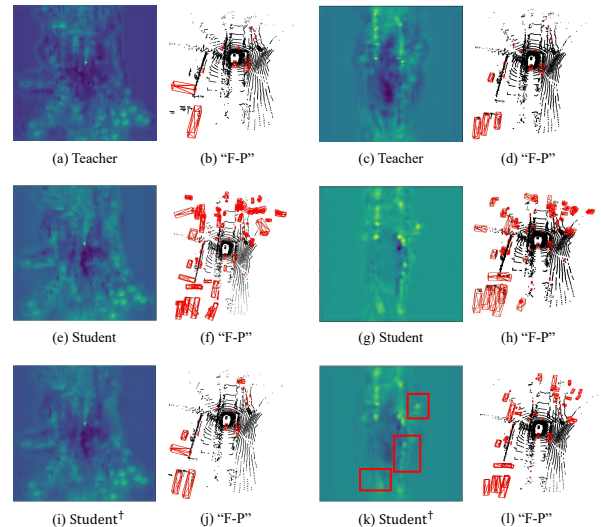 (a) Teacher
(b) “F-P”
(c) Teacher
(d) “F-P”
(e) Student
(f) “F-P”
(g) Student
(h) “F-P”
(i) Student†
(j) “F-P”
(k) Student†
(l) “F-P”